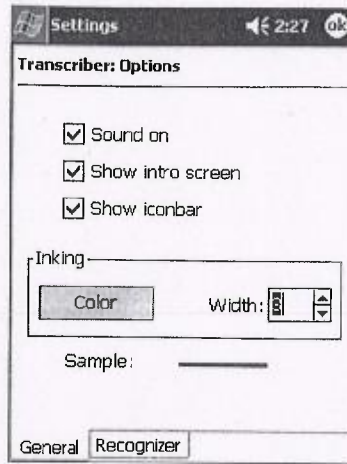 Settings 2:27 ok
Transcriber: Options
Sound on
Show intro screen
Show iconbar
Inking
Color Width:
Sample:
General Recognizer